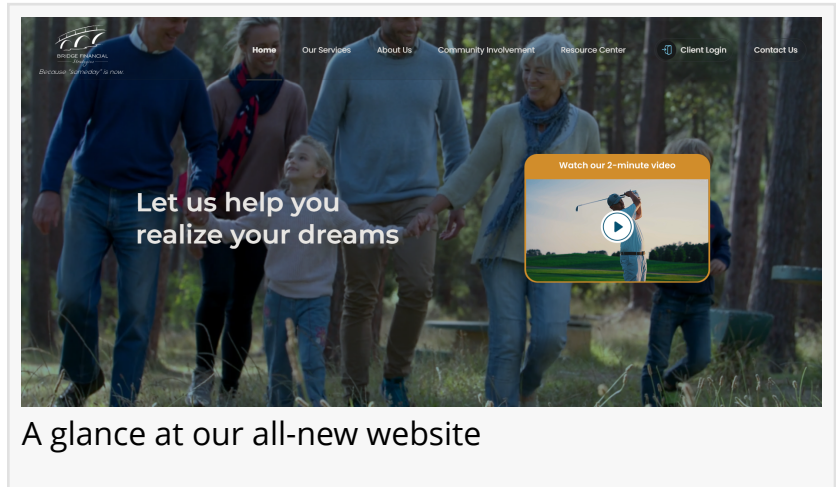 BRIDGE FINANCIAL
Because "someday" is now.
Home
Our Services
About Us
Community Involvement
Resource Center
Client Login
Contact Us
Watch our 2-minute video
Let us help you
realize your dreams
A glance at our all-new website